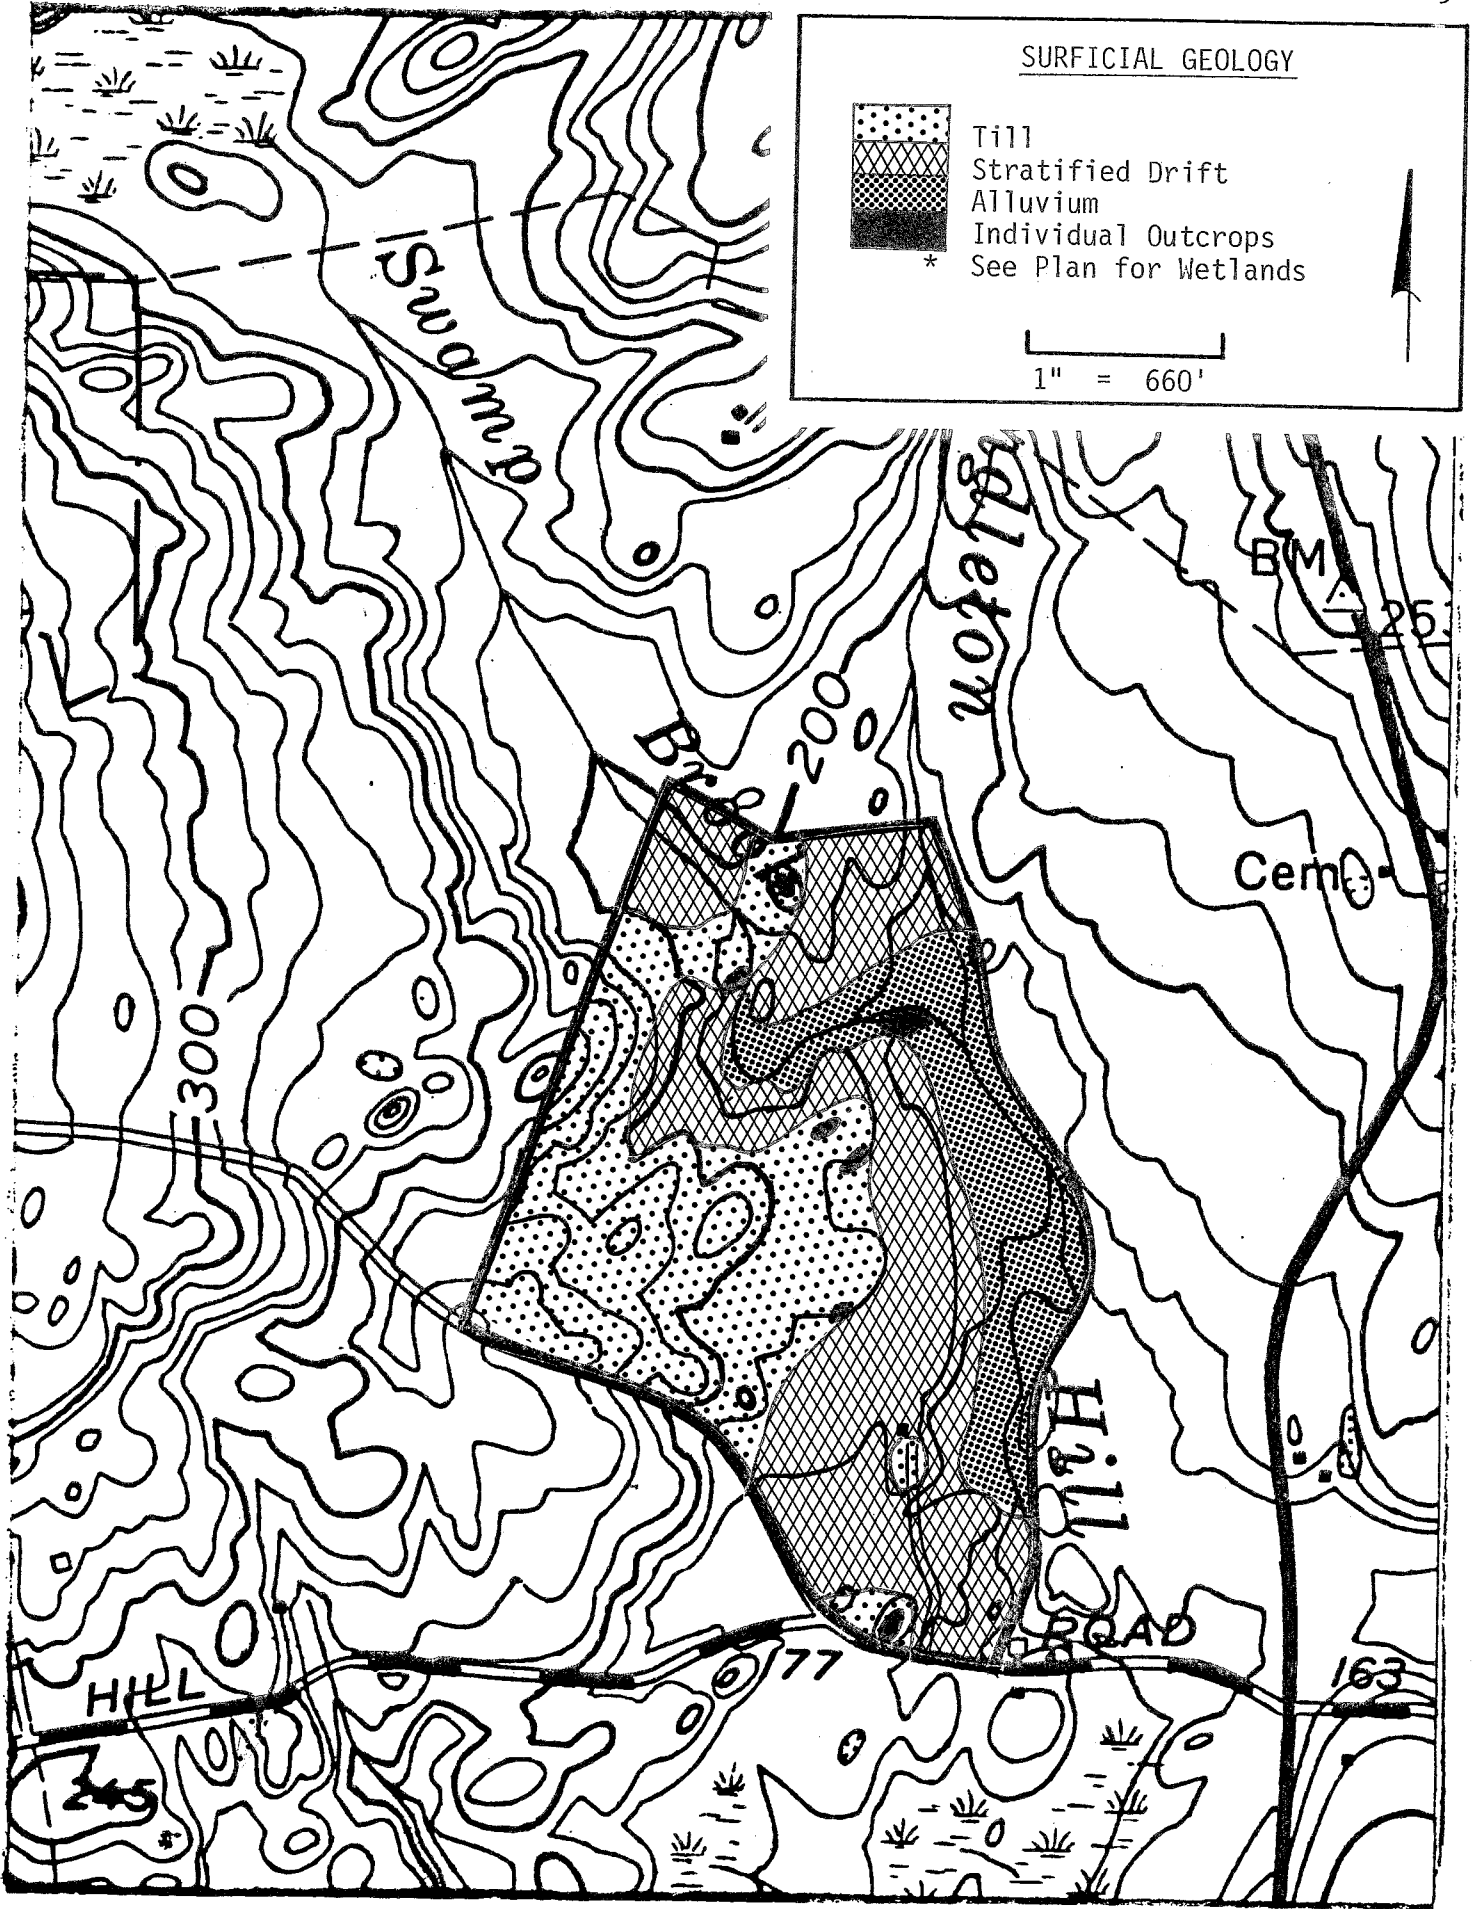 SURFICIAL GEOLOGY
Till
Stratified Drift
Alluvium
Individual Outcrops
* See Plan for Wetlands
1" = 660'
Swamp
BM
200
Cem
300
Hill
ROAD
77
163
HILL
245